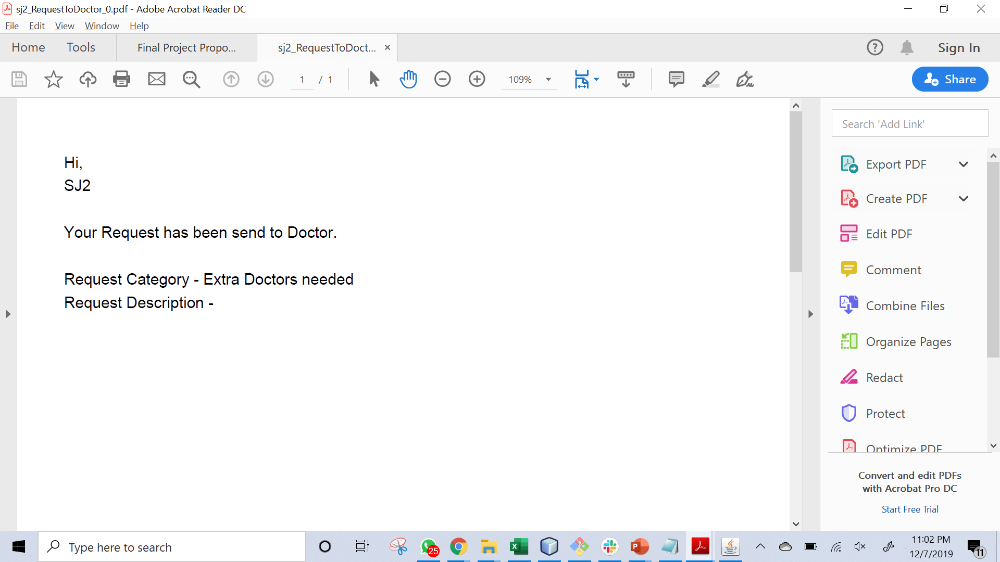 sj2_RequestToDoctor_0.pdf - Adobe Acrobat Reader DC
File Edit View Window Help
Home Tools Final Project Propo... sj2_RequestToDoct... Sign In
1 / 1 109% Share
Search 'Add Link'
Hi,
SJ2
Your Request has been send to Doctor.
Request Category - Extra Doctors needed
Request Description -
Export PDF
Create PDF
Edit PDF
Comment
Combine Files
Organize Pages
Redact
Protect
Optimize PDF
Convert and edit PDFs
with Acrobat Pro DC
Start Free Trial
Type here to search
25
11:02 PM
12/7/2019
11